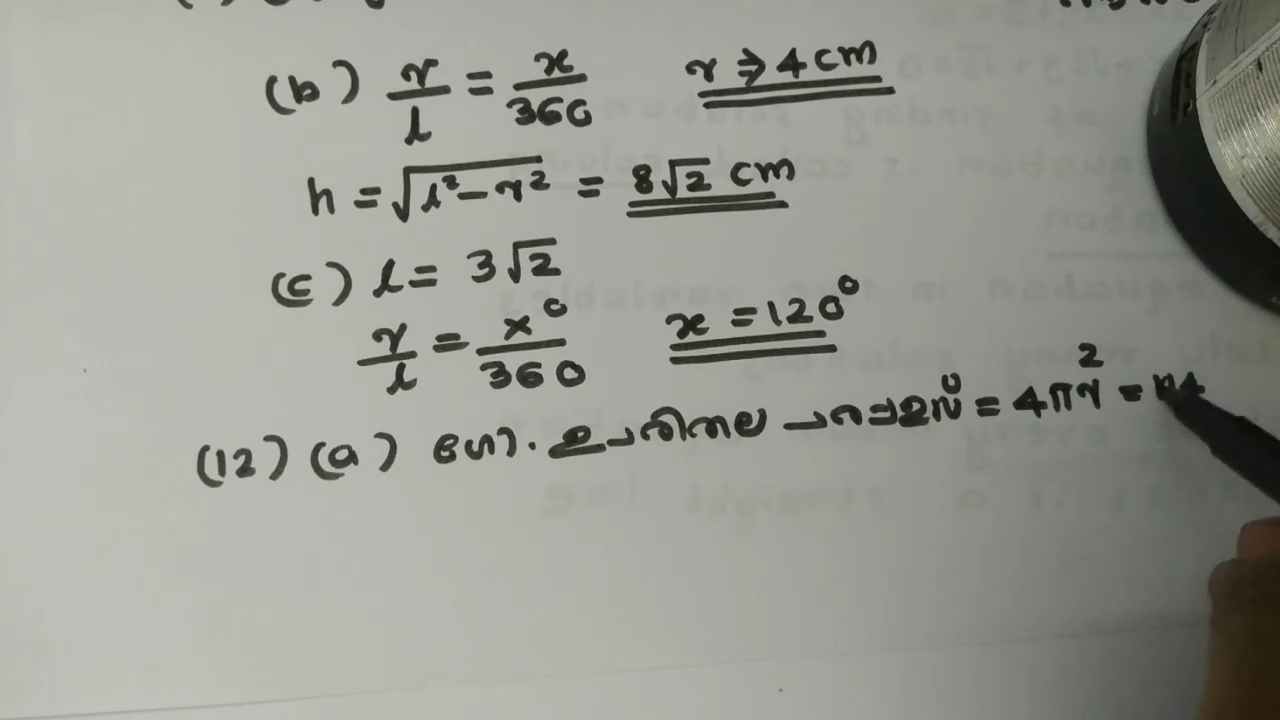 (b) r/l = x/360 r ⇒ 4 cm
h = √(l² - r²) = 8√2 cm
(c) l = 3√2
r/l = x°/360 x = 120°
(12) (a) ഗോ. ഉപരിതല പരപ്പളവ് = 4πr² =